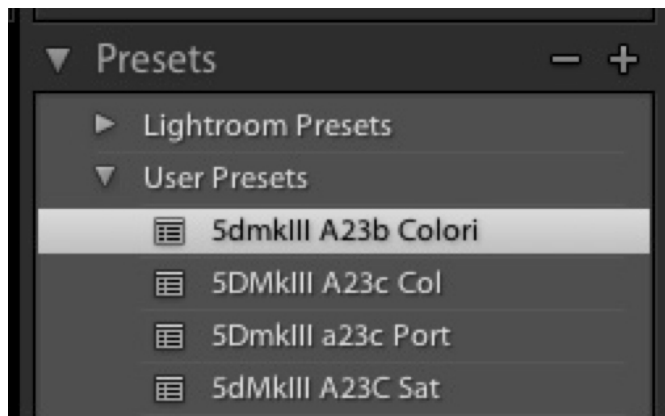 Presets
Lightroom Presets
User Presets
5dmkIII A23b Colori
5DMkIII A23c Col
5DmkIII a23c Port
5dMkIII A23C Sat